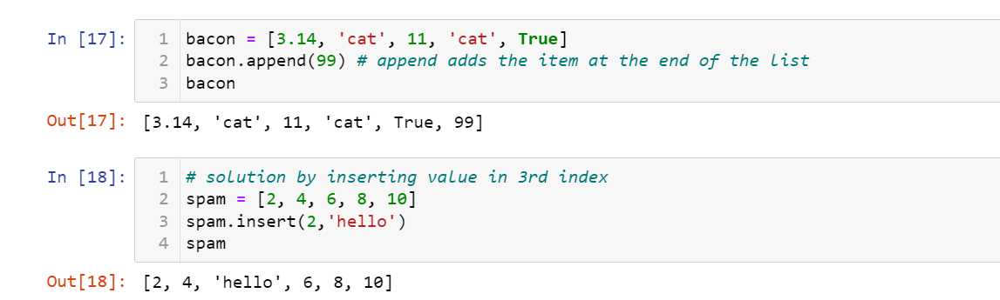 In [17]:
1 bacon = [3.14, 'cat', 11, 'cat', True]
2 bacon.append(99) # append adds the item at the end of the list
3 bacon
Out[17]: [3.14, 'cat', 11, 'cat', True, 99]
In [18]:
1 # solution by inserting value in 3rd index
2 spam = [2, 4, 6, 8, 10]
3 spam.insert(2,'hello')
4 spam
Out[18]: [2, 4, 'hello', 6, 8, 10]